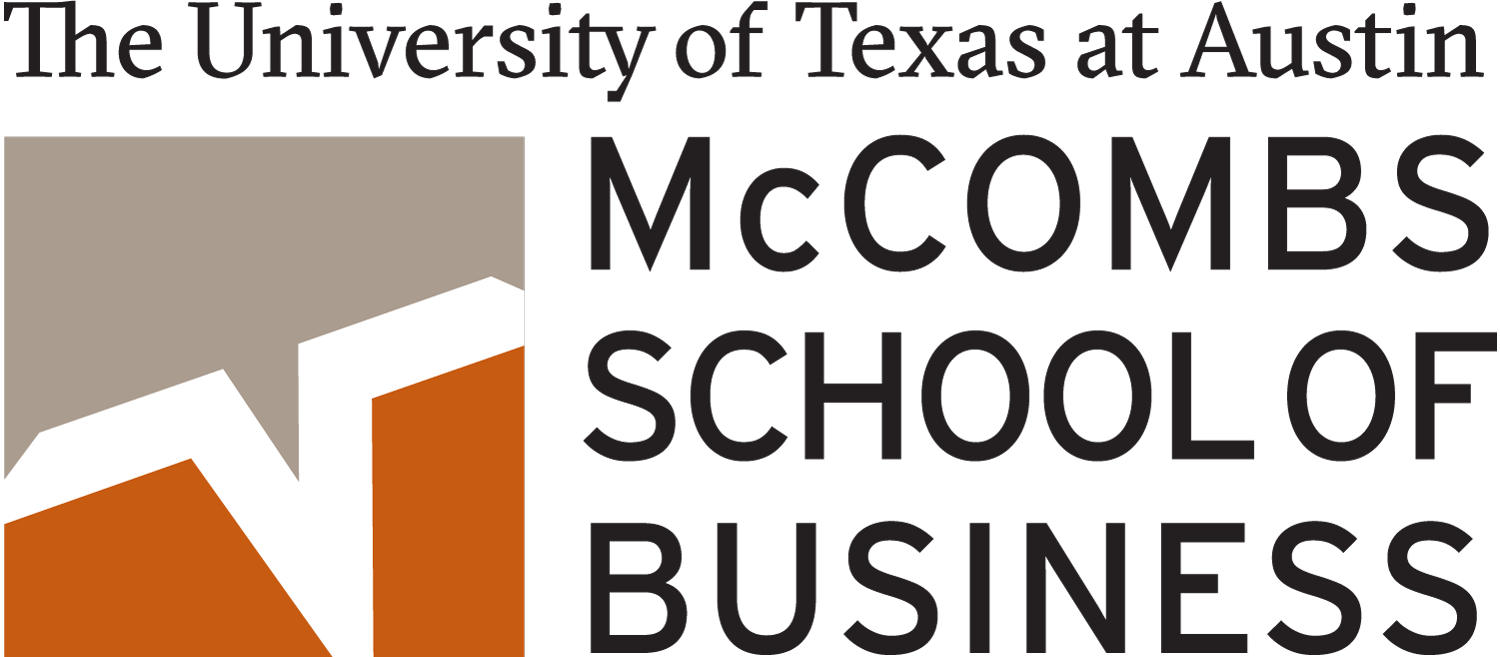 The University of Texas at Austin
McCOMBS
SCHOOL OF
BUSINESS